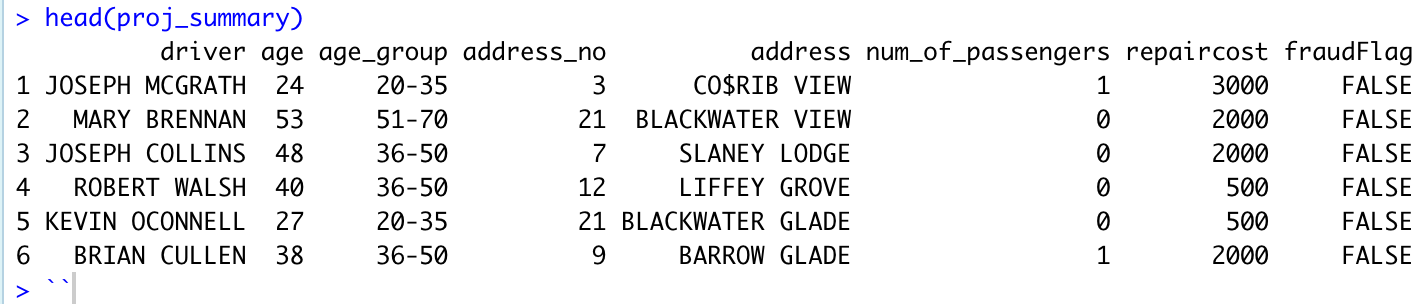 > head(proj_summary)
driver age age_group address_no address num_of_passengers repaircost fraudFlag
1 JOSEPH MCGRATH 24 20-35 3 CO$RIB VIEW 1 3000 FALSE
2 MARY BRENNAN 53 51-70 21 BLACKWATER VIEW 0 2000 FALSE
3 JOSEPH COLLINS 48 36-50 7 SLANEY LODGE 0 2000 FALSE
4 ROBERT WALSH 40 36-50 12 LIFFEY GROVE 0 500 FALSE
5 KEVIN OCONNELL 27 20-35 21 BLACKWATER GLADE 0 500 FALSE
6 BRIAN CULLEN 38 36-50 9 BARROW GLADE 1 2000 FALSE
> ``